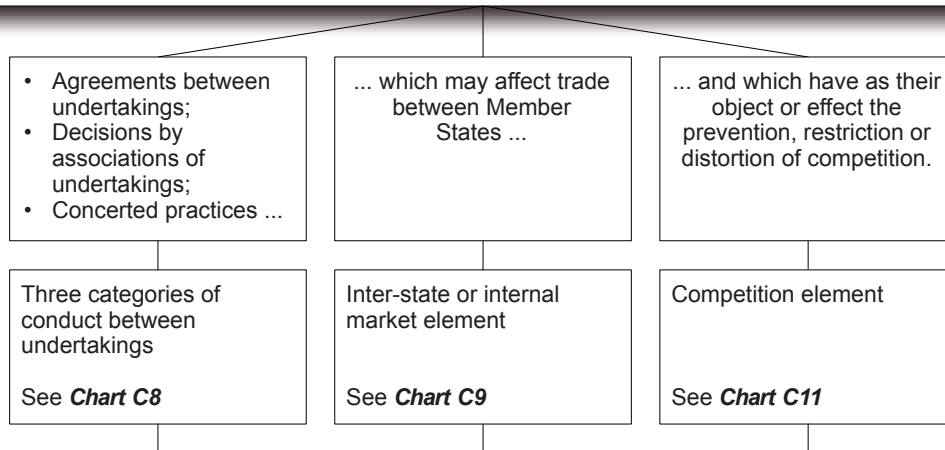 • Agreements between
undertakings;
• Decisions by
associations of
undertakings;
• Concerted practices ...
... which may affect trade
between Member
States ...
... and which have as their
object or effect the
prevention, restriction or
distortion of competition.
Three categories of
conduct between
undertakings
See Chart C8
Inter-state or internal
market element
See Chart C9
Competition element
See Chart C11